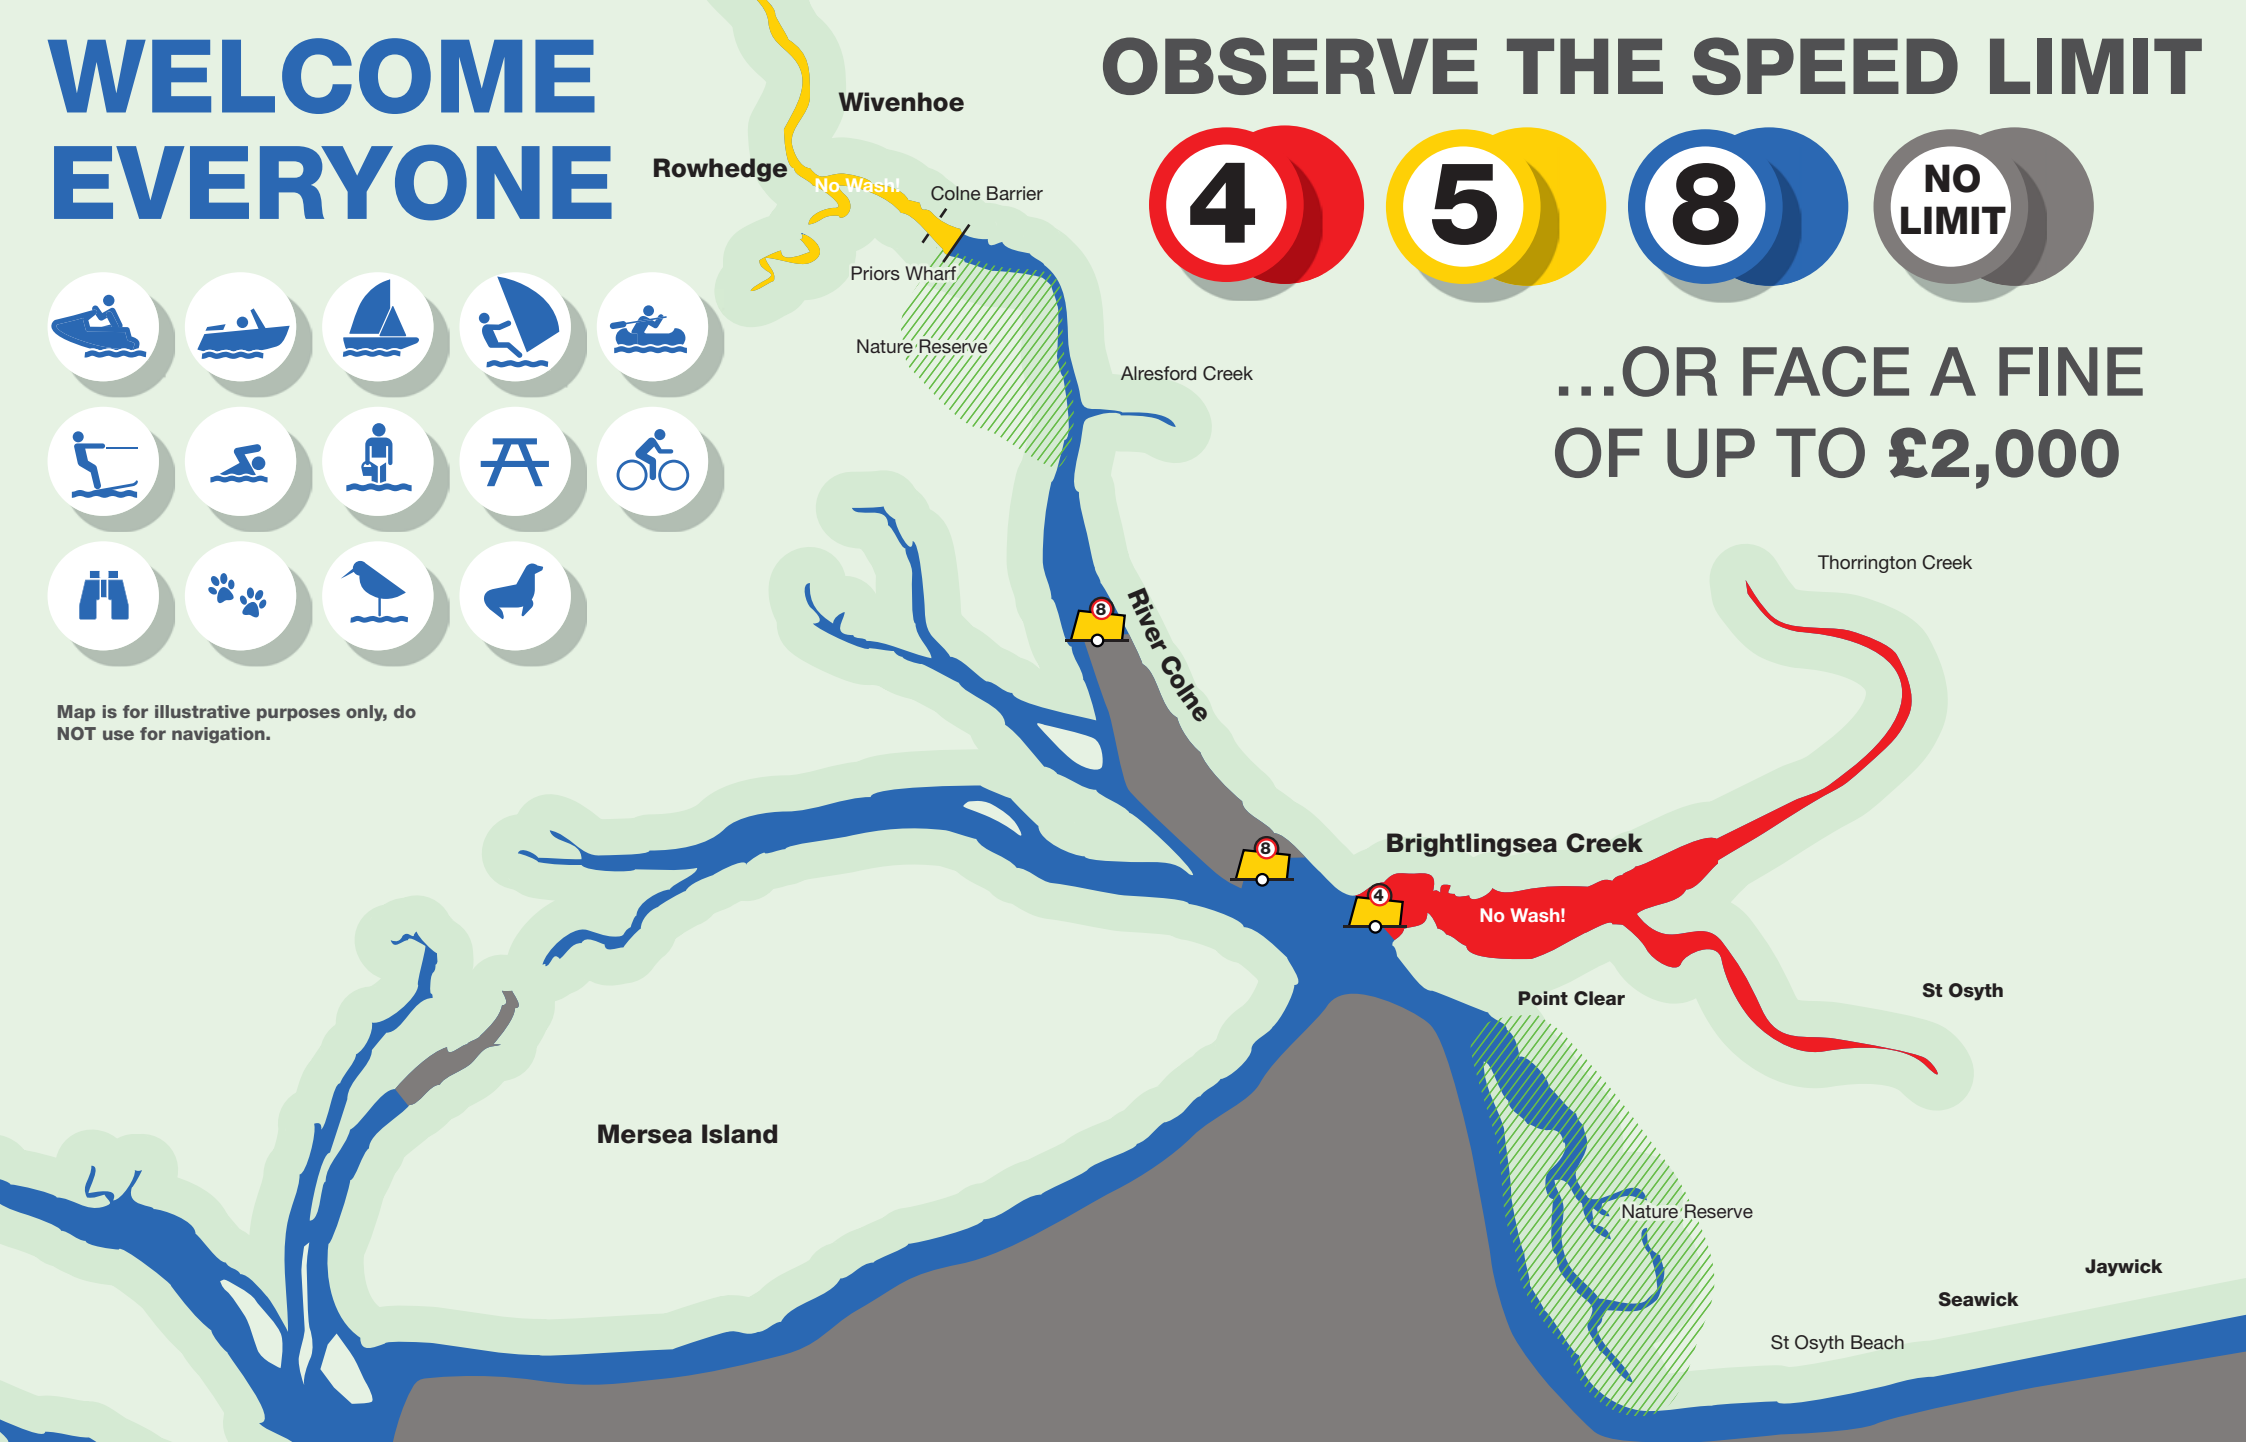 WELCOME
EVERYONE
OBSERVE THE SPEED LIMIT
4
5
8
NO
LIMIT
...OR FACE A FINE
OF UP TO £2,000
Wivenhoe
Rowhedge
No Wash!
Colne Barrier
Priors Wharf
Nature Reserve
Alresford Creek
Thorrington Creek
8
River Colne
Map is for illustrative purposes only, do
NOT use for navigation.
8
Brightlingsea Creek
4
No Wash!
Point Clear
St Osyth
Mersea Island
Nature Reserve
Jaywick
Seawick
St Osyth Beach